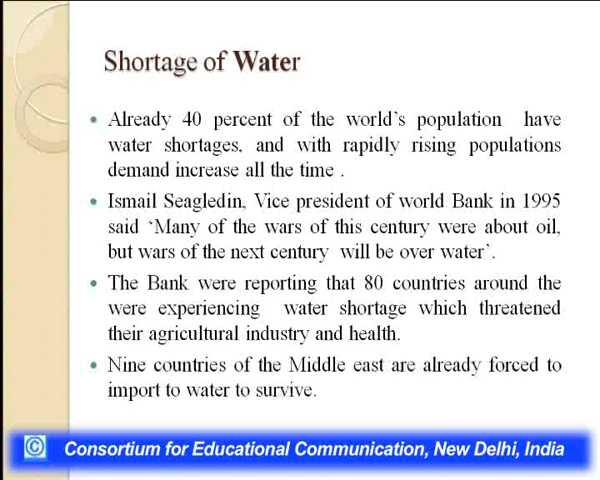 Shortage of Water
• Already 40 percent of the world's population have
water shortages, and with rapidly rising populations
demand increase all the time .
• Ismail Seagledin, Vice president of world Bank in 1995
said 'Many of the wars of this century were about oil,
but wars of the next century will be over water'.
• The Bank were reporting that 80 countries around the
were experiencing water shortage which threatened
their agricultural industry and health.
• Nine countries of the Middle east are already forced to
import to water to survive.
© Consortium for Educational Communication, New Delhi, India